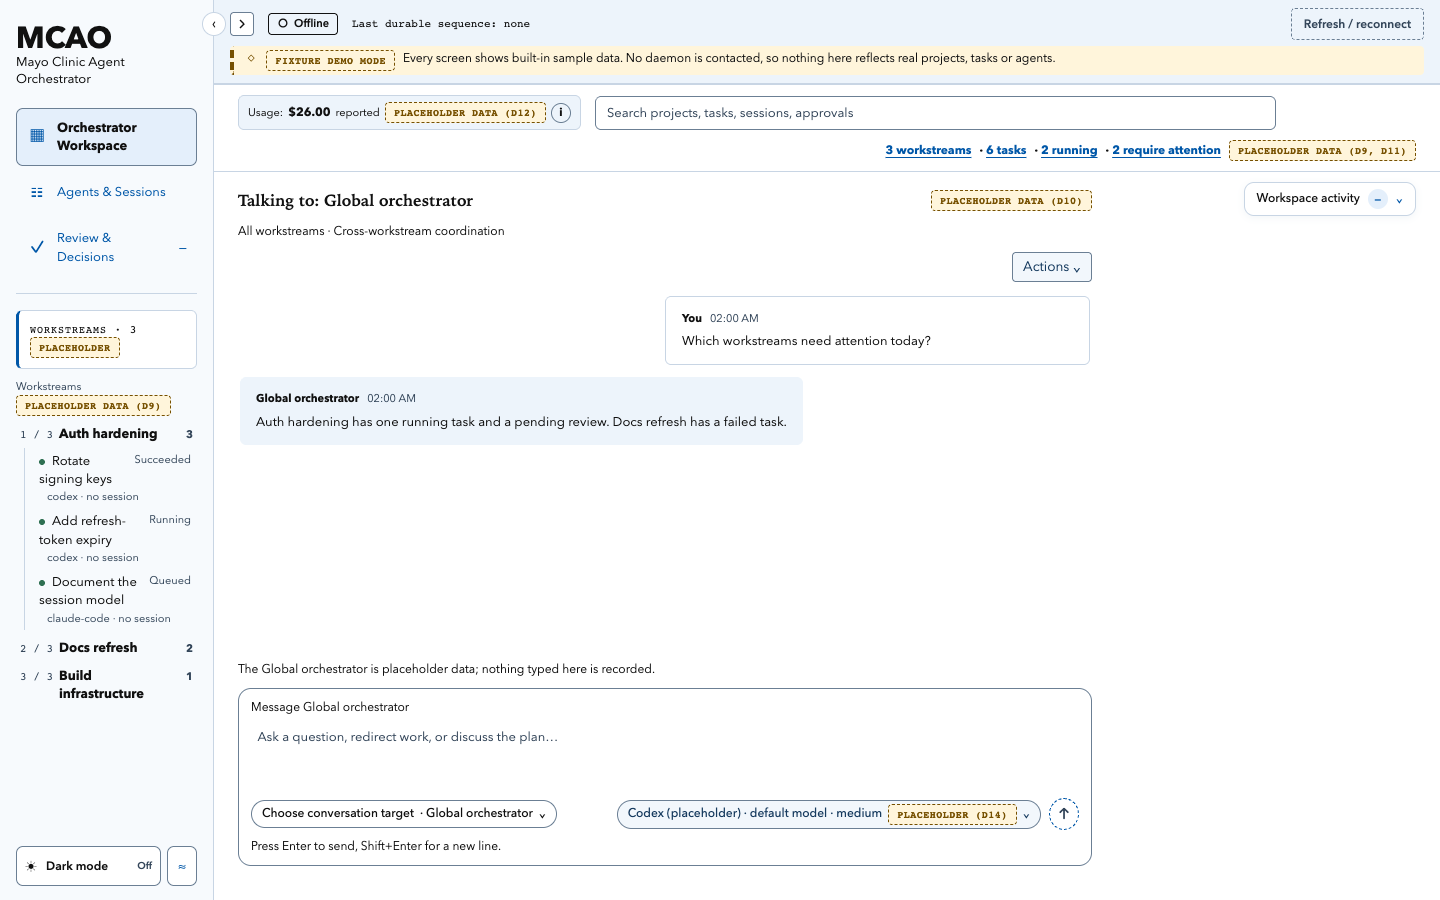 MCAO
Mayo Clinic Agent
Orchestrator
Orchestrator
Workspace
Agents & Sessions
Review &
Decisions –
WORKSTREAMS · 3
PLACEHOLDER
Workstreams
PLACEHOLDER DATA (D9)
1 / 3 Auth hardening 3
Rotate signing keys Succeeded
codex · no session
Add refresh-token expiry Running
codex · no session
Document the session model Queued
claude-code · no session
2 / 3 Docs refresh 2
3 / 3 Build infrastructure 1
Dark mode Off ≈
‹ › Offline Last durable sequence: none Refresh / reconnect
FIXTURE DEMO MODE Every screen shows built-in sample data. No daemon is contacted, so nothing here reflects real projects, tasks or agents.
Usage: $26.00 reported PLACEHOLDER DATA (D12) i Search projects, tasks, sessions, approvals
3 workstreams · 6 tasks · 2 running · 2 require attention PLACEHOLDER DATA (D9, D11)
Talking to: Global orchestrator PLACEHOLDER DATA (D10)
Workspace activity –
All workstreams · Cross-workstream coordination
Actions
You 02:00 AM
Which workstreams need attention today?
Global orchestrator 02:00 AM
Auth hardening has one running task and a pending review. Docs refresh has a failed task.
The Global orchestrator is placeholder data; nothing typed here is recorded.
Message Global orchestrator
Ask a question, redirect work, or discuss the plan…
Choose conversation target · Global orchestrator
Codex (placeholder) · default model · medium PLACEHOLDER (D14)
Press Enter to send, Shift+Enter for a new line.